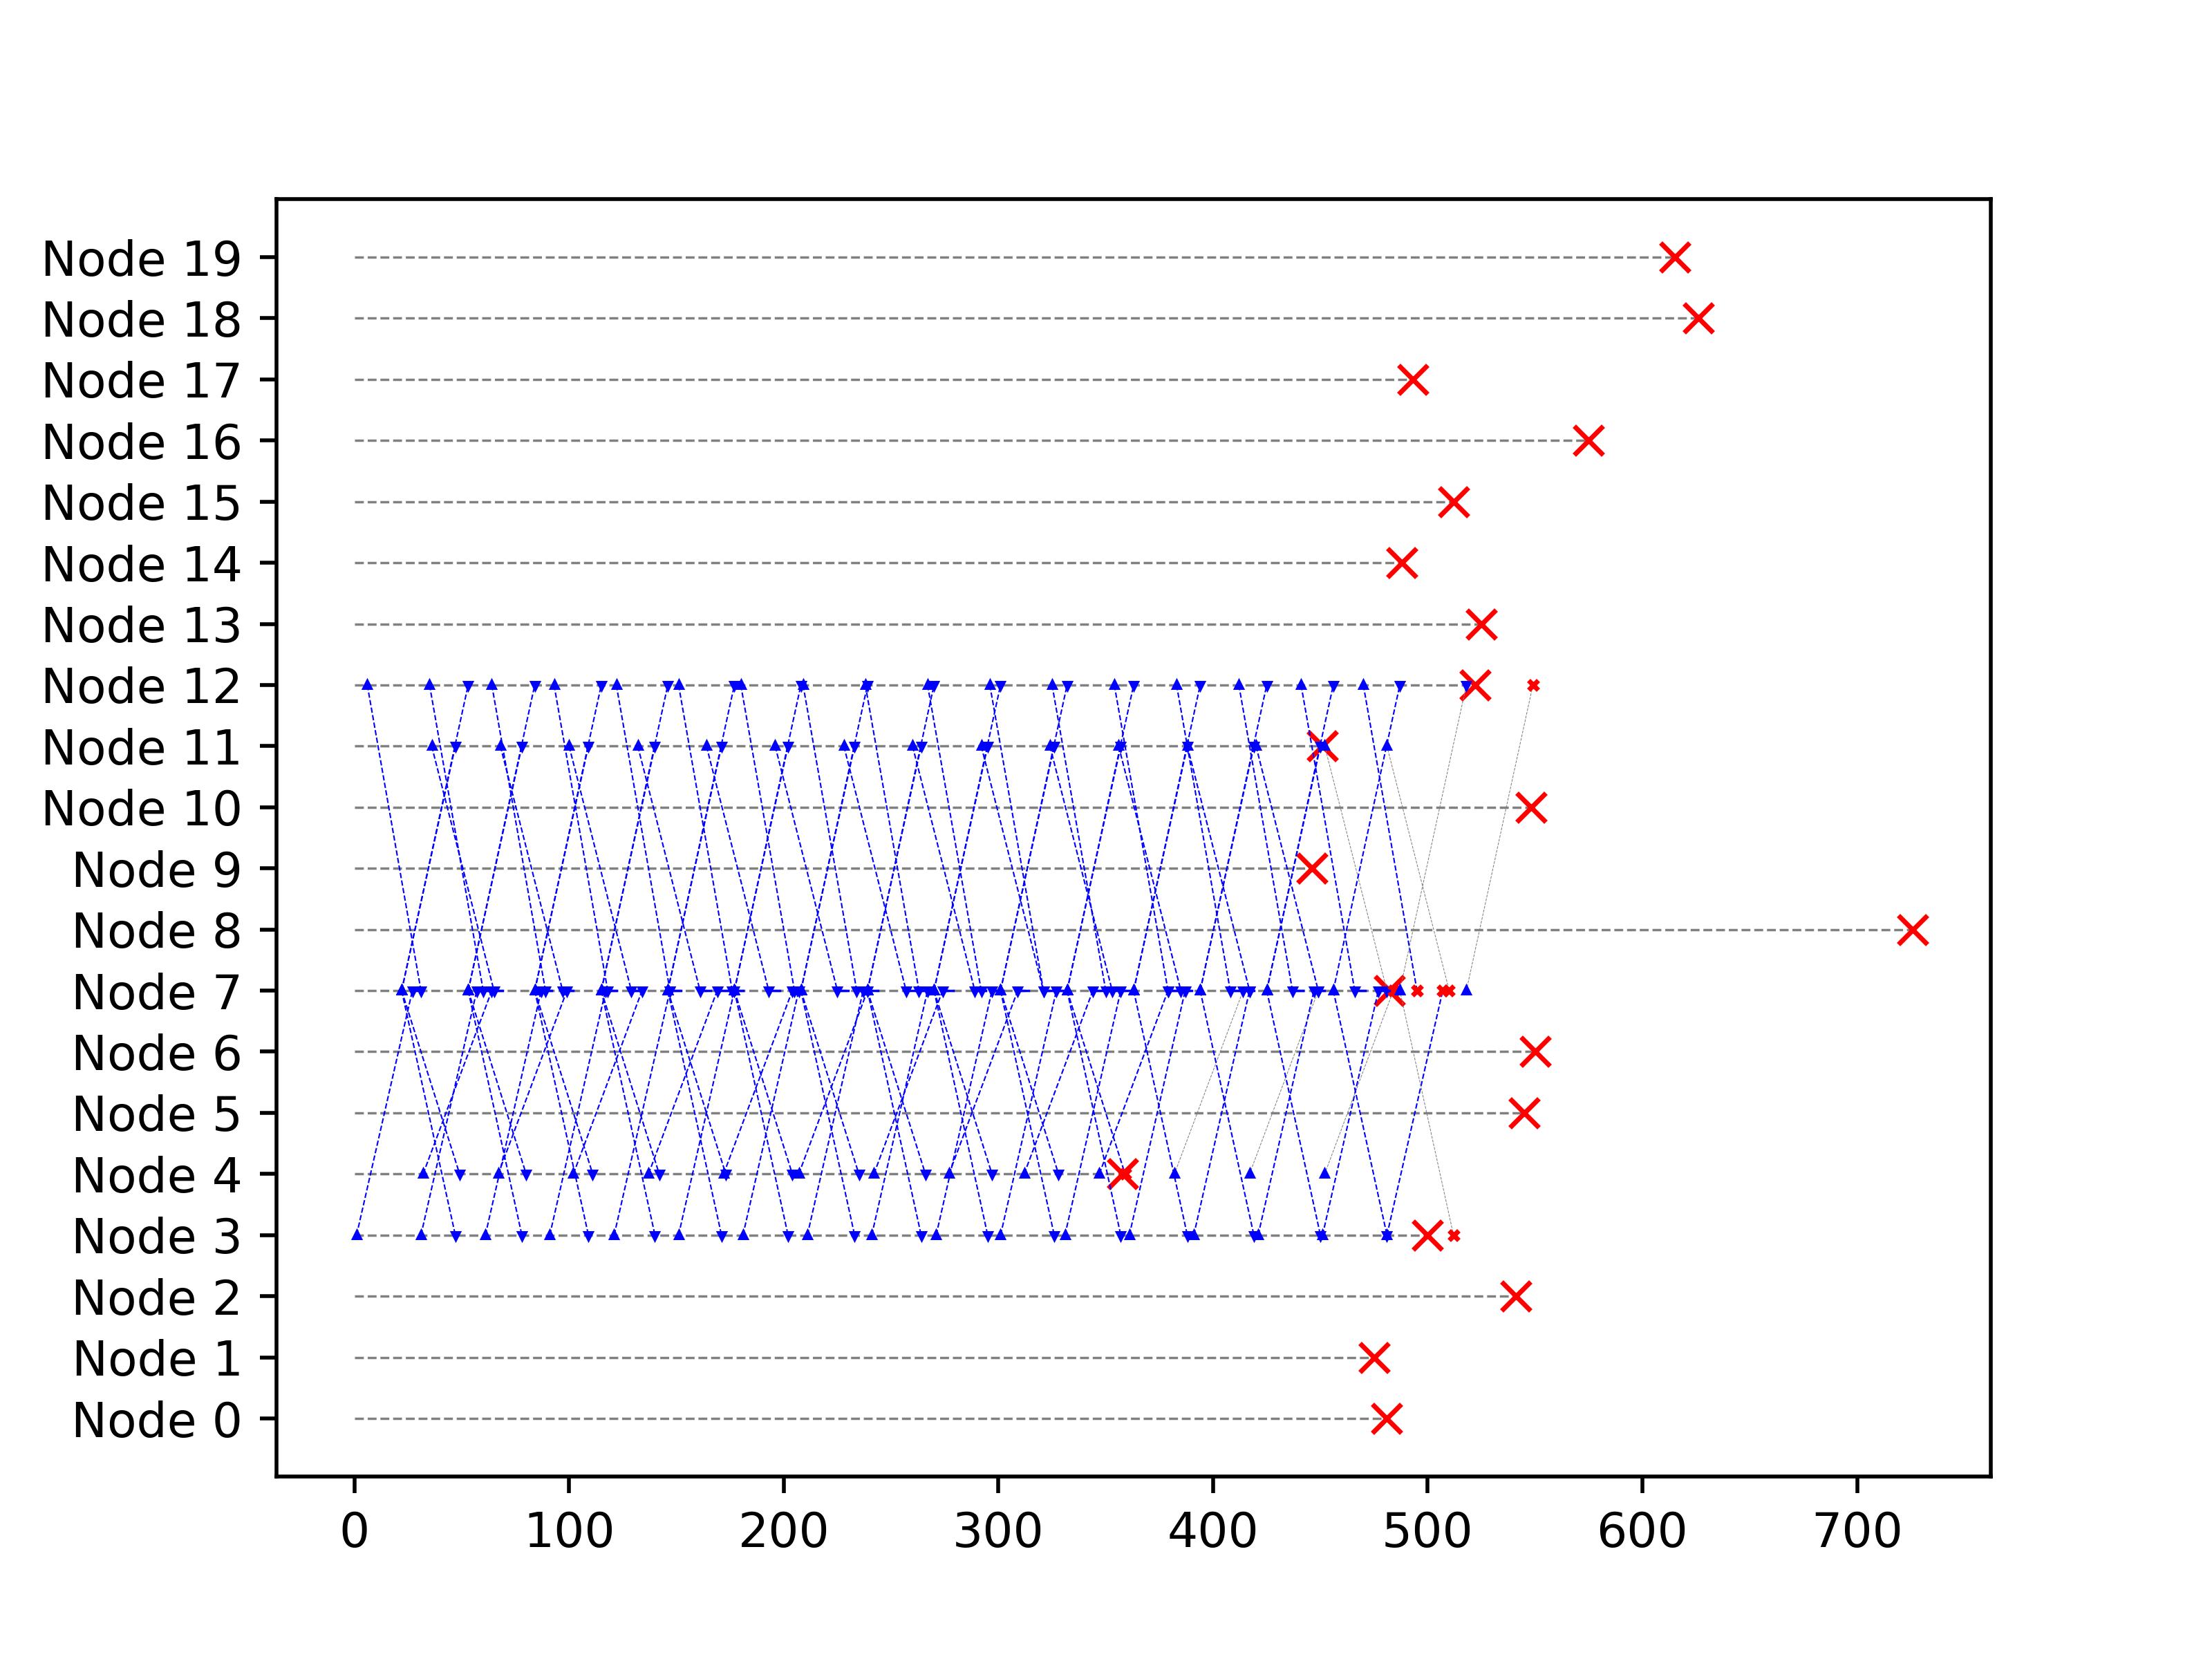 Node 19
Node 18
Node 17
Node 16
Node 15
Node 14
Node 13
Node 12
Node 11
Node 10
Node 9
Node 8
Node 7
Node 6
Node 5
Node 4
Node 3
Node 2
Node 1
Node 0
0 100 200 300 400 500 600 700